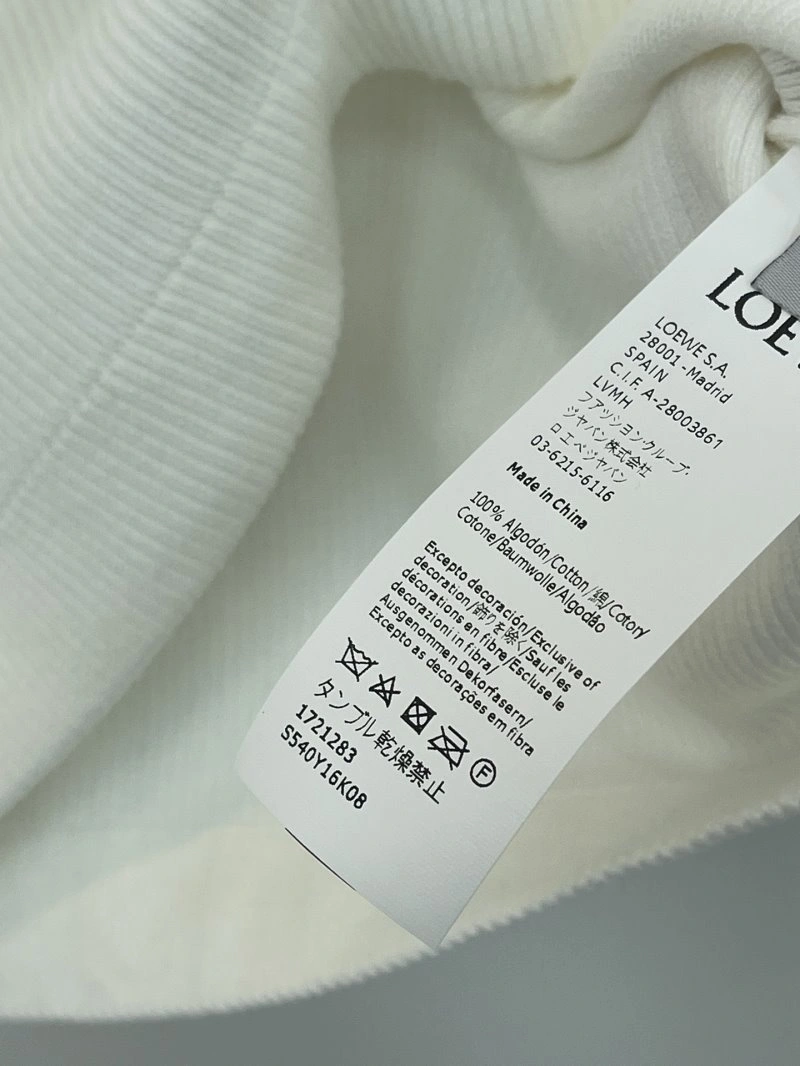 LOE
LOEWE S.A.
28001 -Madrid
SPAIN
C.I.F. A-28003861
LVMH
ファッション・グループ.
ジャパン株式会社
ロエベジャパン
03-6215-6116
Made in China
100% Algodón/Cotton/綿/Cotory
Cotone/Baumwolle/Algodão
Excepto decoración/Exclusive of
decoration/飾りを除く/Sauf les
décorations en fibre/Escluse le
decorazioni in fibra/
Ausgenommen Dekorfasern/
Excepto as decorações em fibra
F
タンブル乾燥禁止
1721283
S540Y16K08